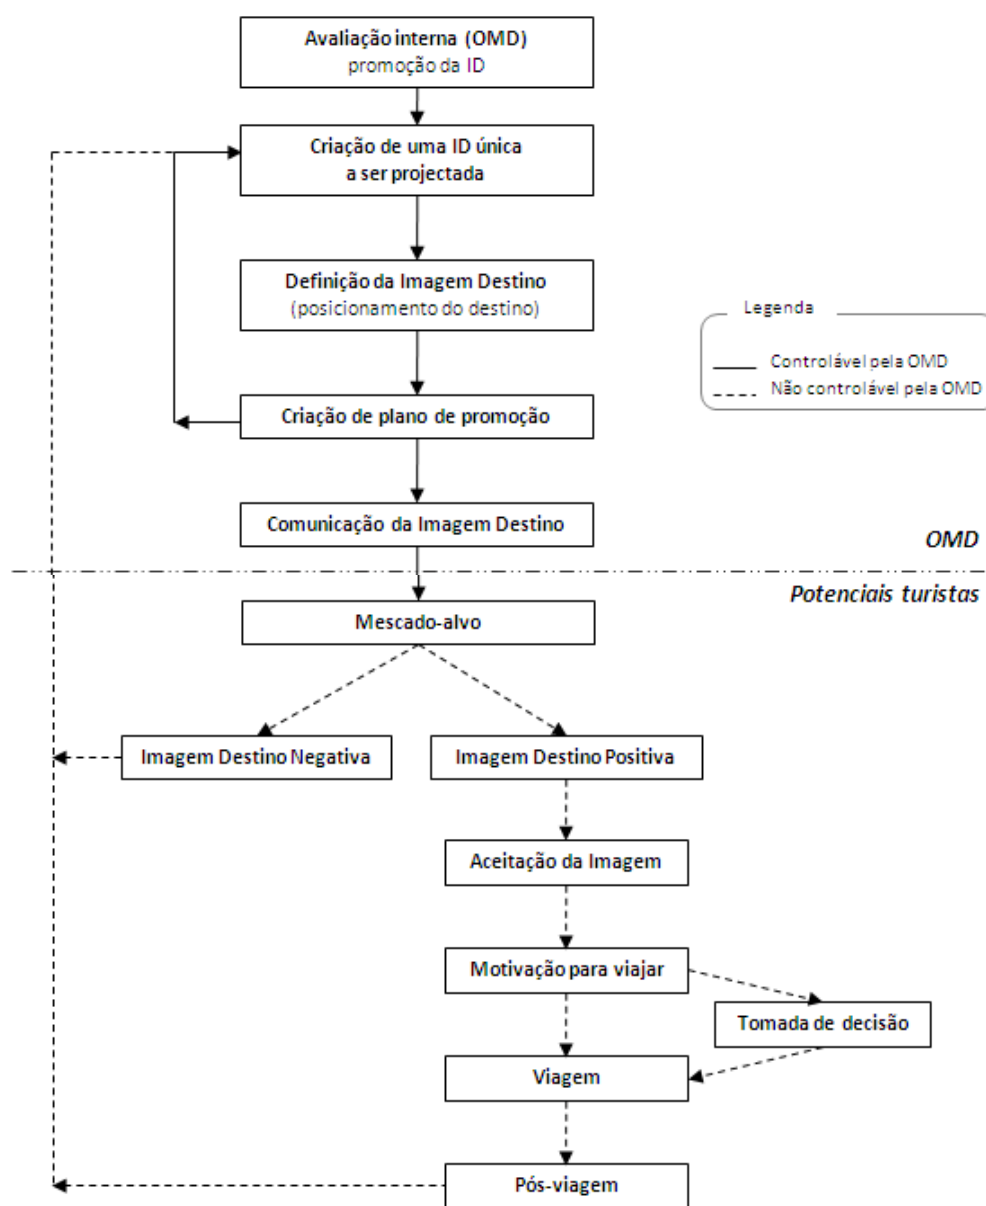 Avaliação interna (OMD)
promoção da ID
Criação de uma ID única
a ser projectada
Definição da Imagem Destino
(posicionamento do destino)
Legenda
Controlável pela OMD
Não controlável pela OMD
Criação de plano de promoção
Comunicação da Imagem Destino
OMD
Potenciais turistas
Mescado-alvo
Imagem Destino Negativa
Imagem Destino Positiva
Aceitação da Imagem
Motivação para viajar
Tomada de decisão
Viagem
Pós-viagem